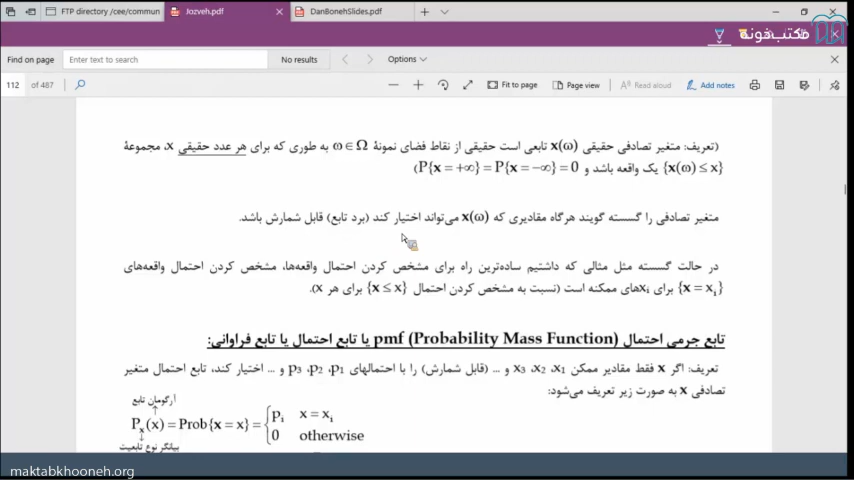 FTP directory /cee/commun
Jozveh.pdf
DanBonehSlides.pdf
مکتب‌خونه
Find on page
Enter text to search
No results
Options
112 of 487
Fit to page
Page view
Read aloud
Add notes
(تعریف: متغیر تصادفی حقیقی x(ω) تابعی است حقیقی از نقاط فضای نمونهٔ ω∈Ω به طوری که برای هر عدد حقیقی x، مجموعهٔ
{x(ω) ≤ x} یک واقعه باشد و P{x = +∞} = P{x = −∞} = 0)
متغیر تصادفی را گسسته گویند هرگاه مقادیری که x(ω) می‌تواند اختیار کند (برد تابع) قابل شمارش باشد.
در حالت گسسته مثل مثالی که داشتیم ساده‌ترین راه برای مشخص کردن احتمال واقعه‌ها، مشخص کردن احتمال واقعه‌های
{x = xi} برای xiهای ممکنه است (نسبت به مشخص کردن احتمال {x ≤ x} برای هر x).
تابع جرمی احتمال pmf (Probability Mass Function) یا تابع احتمال یا تابع فراوانی:
تعریف: اگر x فقط مقادیر ممکن x1، x2، x3 و ... (قابل شمارش) را با احتمالهای p1، p2، p3 و ... اختیار کند، تابع احتمال متغیر
تصادفی x به صورت زیر تعریف می‌شود:
آرگومان تابع
Px(x) = Prob{x = x} = { pi x = xi
0 otherwise
بیانگر نوع تابعیت
maktabkhooneh.org